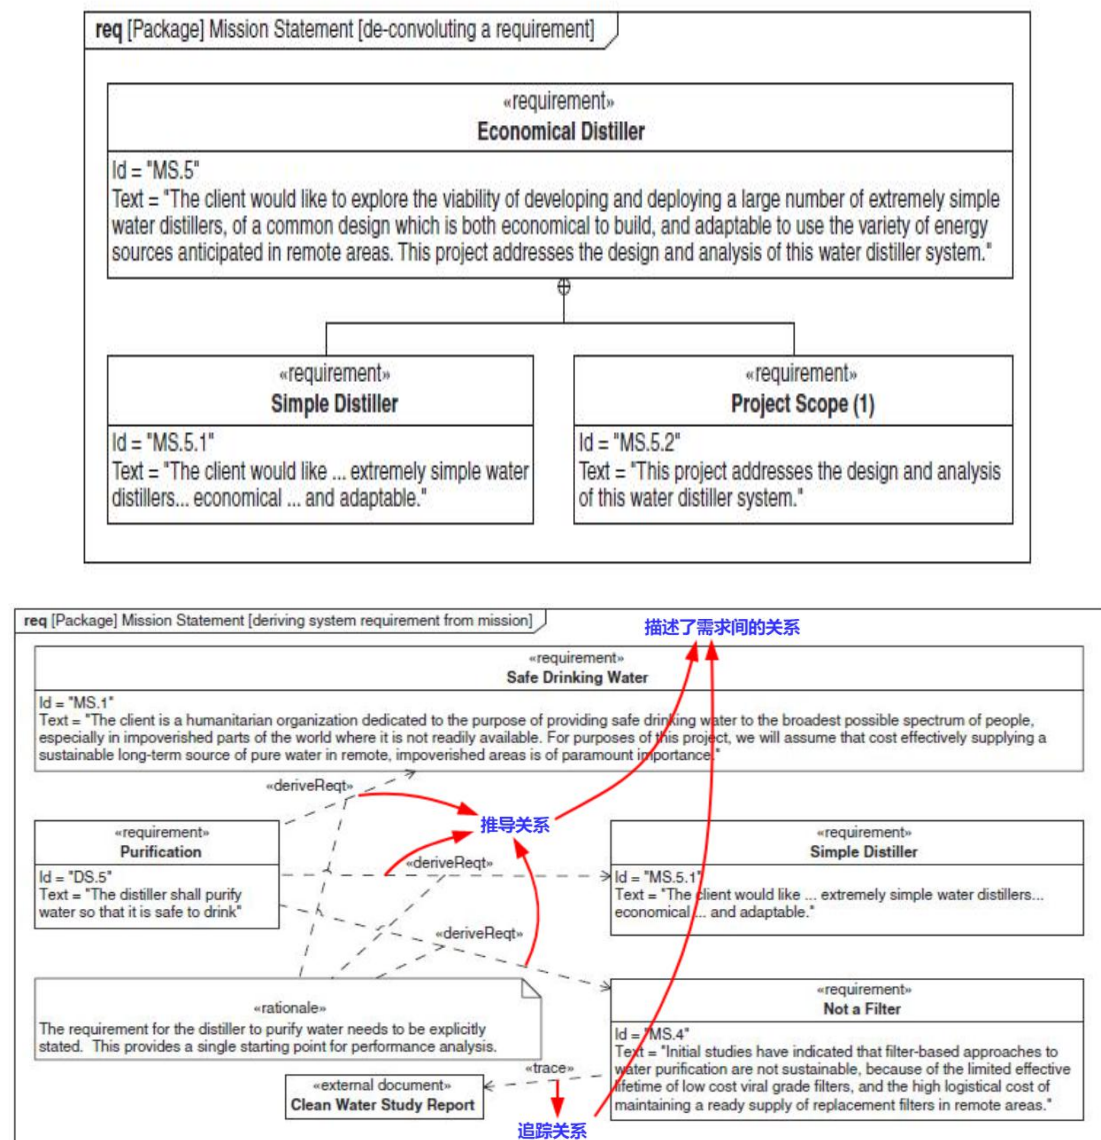 req [Package] Mission Statement [de-convoluting a requirement]
«requirement»
Economical Distiller
Id = "MS.5"
Text = "The client would like to explore the viability of developing and deploying a large number of extremely simple
water distillers, of a common design which is both economical to build, and adaptable to use the variety of energy
sources anticipated in remote areas. This project addresses the design and analysis of this water distiller system."
«requirement»
Simple Distiller
Id = "MS.5.1"
Text = "The client would like ... extremely simple water
distillers... economical ... and adaptable."
«requirement»
Project Scope (1)
Id = "MS.5.2"
Text = "This project addresses the design and analysis
of this water distiller system."
req [Package] Mission Statement [deriving system requirement from mission]
描述了需求间的关系
«requirement»
Safe Drinking Water
Id = "MS.1"
Text = "The client is a humanitarian organization dedicated to the purpose of providing safe drinking water to the broadest possible spectrum of people,
especially in impoverished parts of the world where it is not readily available. For purposes of this project, we will assume that cost effectively supplying a
sustainable long-term source of pure water in remote, impoverished areas is of paramount importance."
«deriveReqt»
推导关系
«requirement»
Purification
Id = "DS.5"
Text = "The distiller shall purify
water so that it is safe to drink"
«deriveReqt»
«requirement»
Simple Distiller
Id = "MS.5.1"
Text = "The client would like ... extremely simple water distillers...
economical ... and adaptable."
«deriveReqt»
«rationale»
The requirement for the distiller to purify water needs to be explicitly
stated. This provides a single starting point for performance analysis.
«requirement»
Not a Filter
Id = "MS.4"
Text = "Initial studies have indicated that filter-based approaches to
water purification are not sustainable, because of the limited effective
lifetime of low cost viral grade filters, and the high logistical cost of
maintaining a ready supply of replacement filters in remote areas."
«trace»
«external document»
Clean Water Study Report
追踪关系